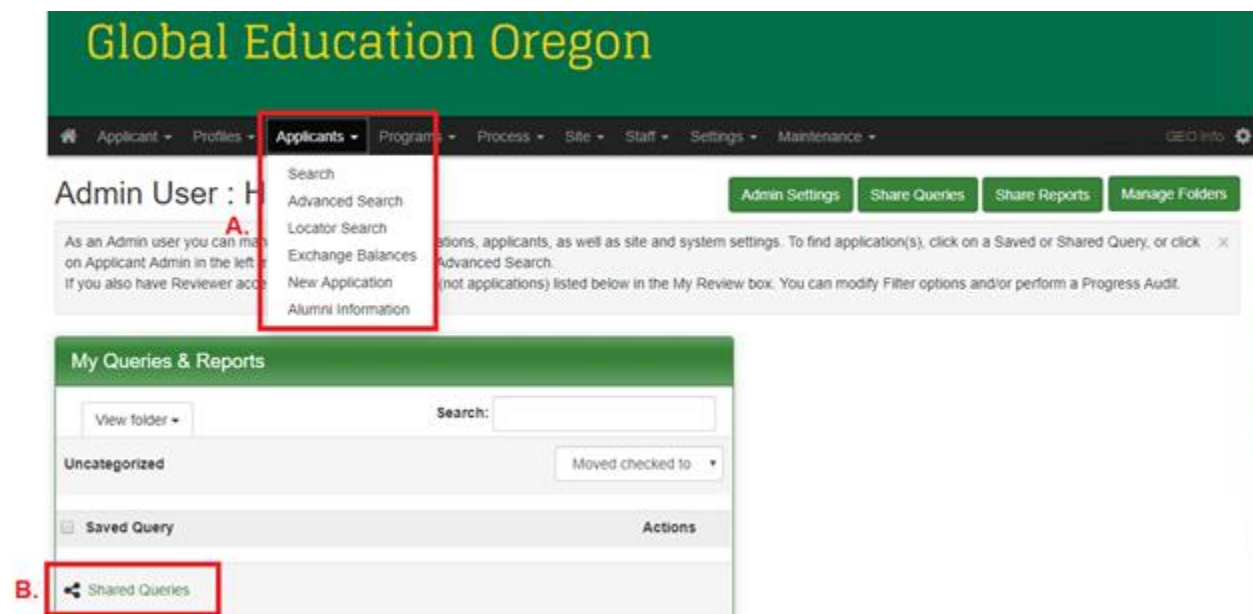 Global Education Oregon
Applicant Profiles Applicants Programs Process Site Staff Settings Maintenance GEO Info
Search
Advanced Search
Locator Search
Exchange Balances
New Application
Alumni Information
Admin User : H
Admin Settings Share Queries Share Reports Manage Folders
A.
As an Admin user you can man ations, applicants, as well as site and system settings. To find application(s), click on a Saved or Shared Query, or click ×
on Applicant Admin in the left Advanced Search.
If you also have Reviewer acce (not applications) listed below in the My Review box. You can modify Filter options and/or perform a Progress Audit.
My Queries & Reports
View folder Search:
Uncategorized Moved checked to
Saved Query Actions
B. Shared Queries